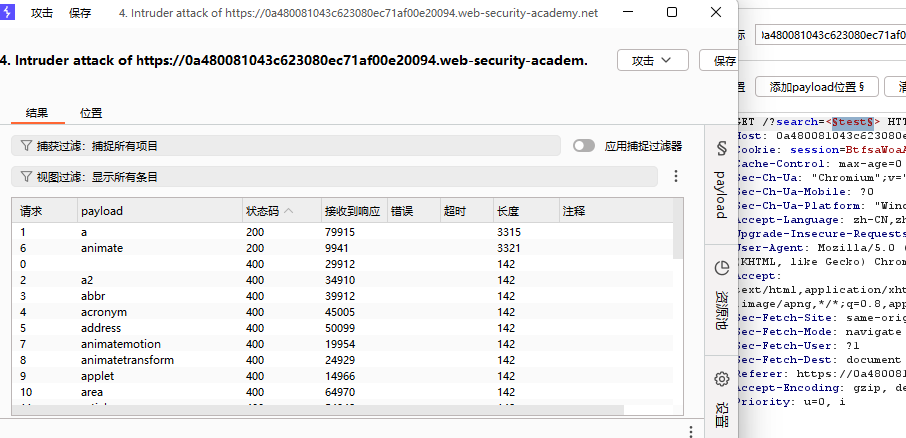 攻击 保存 4. Intruder attack of https://0a480081043c623080ec71af00e20094.web-security-academy.net
4. Intruder attack of https://0a480081043c623080ec71af00e20094.web-security-academ.
攻击 保存
结果 位置
捕获过滤：捕捉所有项目 应用捕捉过滤器
视图过滤：显示所有条目
请求 payload 状态码 接收到响应 错误 超时 长度 注释
1 a 200 79915 3315
6 animate 200 9941 3321
0 400 29912 142
2 a2 400 34910 142
3 abbr 400 39912 142
4 acronym 400 45005 142
5 address 400 50099 142
7 animatemotion 400 19954 142
8 animatetransform 400 24929 142
9 applet 400 14966 142
10 area 400 64970 142
payload
资源池
设置
标 0a480081043c623080ec71af0
置 添加payload位置 §
GET /?search=<§test§> HTT
Host: 0a480081043c623080ec
Cookie: session=BtfsaWoaA
Cache-Control: max-age=0
Sec-Ch-Ua: "Chromium";v="
Sec-Ch-Ua-Mobile: ?0
Sec-Ch-Ua-Platform: "Wind
Accept-Language: zh-CN,zh
Upgrade-Insecure-Requests
User-Agent: Mozilla/5.0 (
(KHTML, like Gecko) Chrom
Accept:
text/html,application/xht
image/apng,*/*;q=0.8,app
Sec-Fetch-Site: same-orig
Sec-Fetch-Mode: navigate
Sec-Fetch-User: ?1
Sec-Fetch-Dest: document
Referer: https://0a480081
Accept-Encoding: gzip, de
Priority: u=0, i